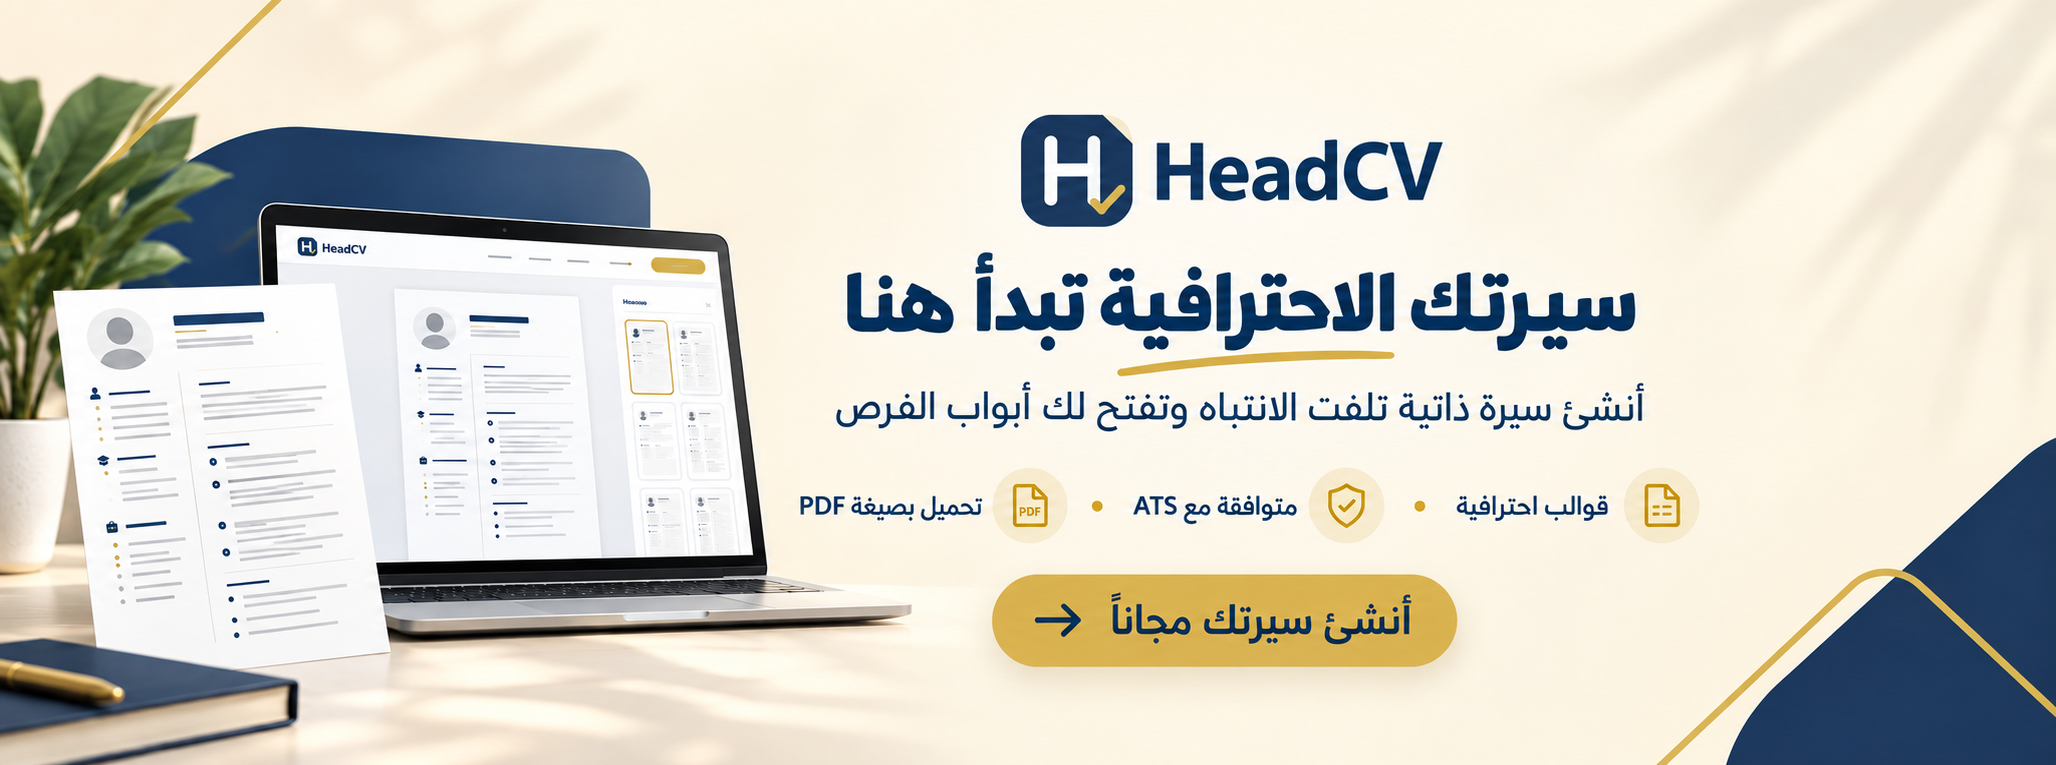 HeadCV
سيرتك الاحترافية تبدأ هنا
أنشئ سيرة ذاتية تلفت الانتباه وتفتح لك أبواب الفرص
قوالب احترافية • متوافقة مع ATS • تحميل بصيغة PDF
PDF
أنشئ سيرتك مجاناً →
HeadCV